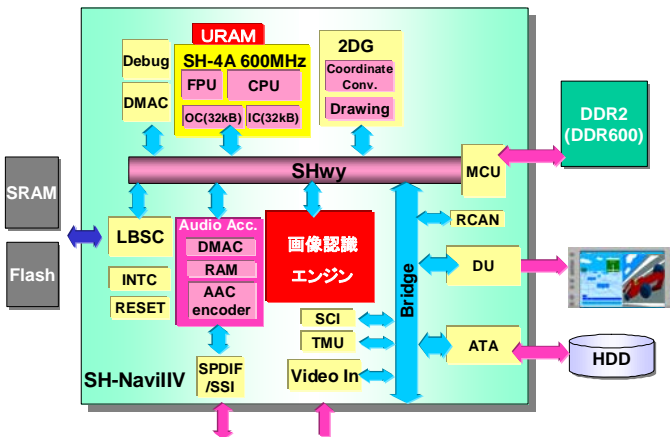 URAM
Debug
DMAC
SH-4A 600MHz
FPU
CPU
OC(32kB)
IC(32kB)
2DG
Coordinate
Conv.
Drawing
DDR2
(DDR600)
SHwy
MCU
SRAM
Flash
LBSC
INTC
RESET
Audio Acc.
DMAC
RAM
AAC
encoder
画像認識
エンジン
Bridge
RCAN
DU
SCI
TMU
Video In
ATA
HDD
SPDIF
/SSI
SH-NaviIIV